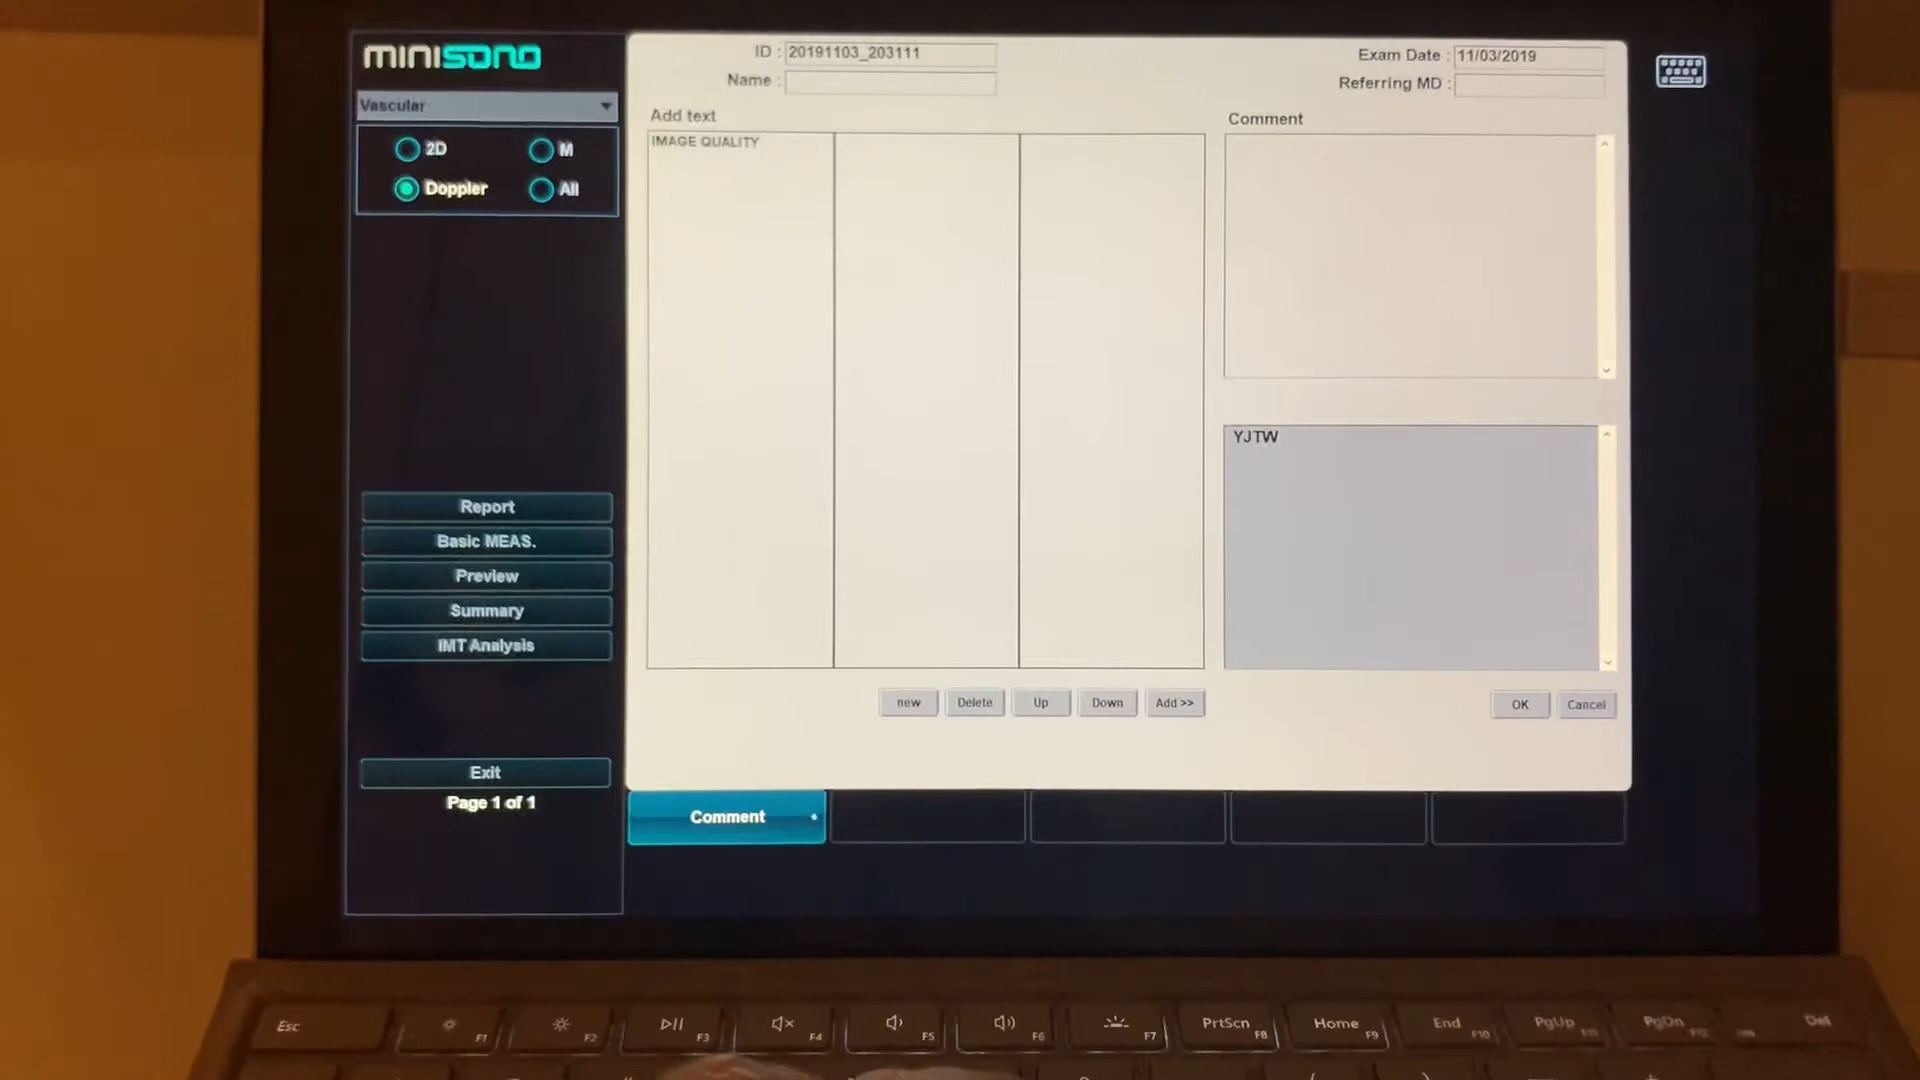 minisono
ID : 20191103_203111
Exam Date : 11/03/2019
Name :
Referring MD :
Vascular
2D
M
Doppler
All
Add text
Comment
IMAGE QUALITY
YJTW
Report
Basic MEAS.
Preview
Summary
IMT Analysis
new
Delete
Up
Down
Add >>
OK
Cancel
Exit
Page 1 of 1
Comment
Esc
F1
F2
F3
F4
F5
F6
F7
PrtScn F8
Home F9
End F10
PgUp F11
PgDn F12
Del